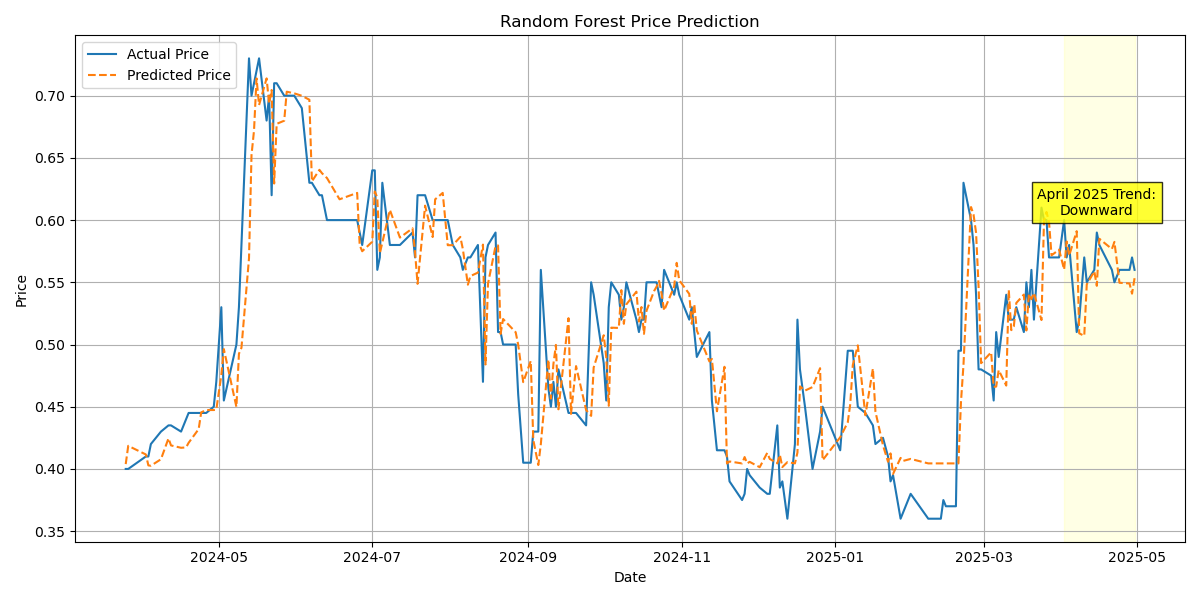 Random Forest Price Prediction
Actual Price
Predicted Price
April 2025 Trend:
Downward
Price
0.70
0.65
0.60
0.55
0.50
0.45
0.40
0.35
2024-05
2024-07
2024-09
2024-11
2025-01
2025-03
2025-05
Date